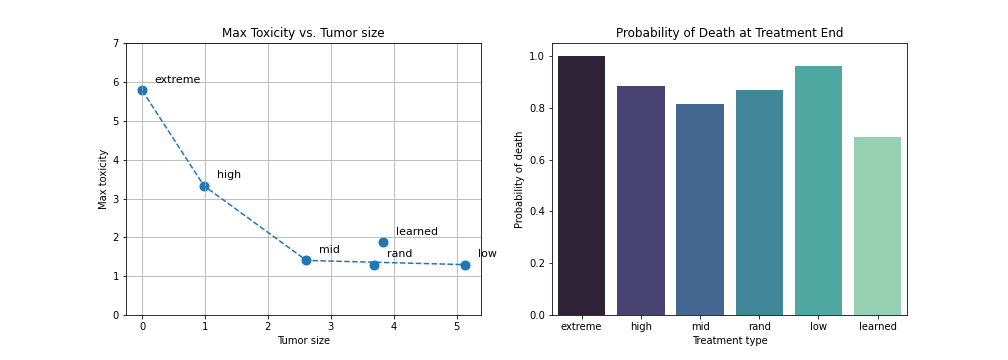 Max Toxicity vs. Tumor size
Max toxicity
7
6
5
4
3
2
1
0
extreme
high
mid
learned
rand
low
0 1 2 3 4 5
Tumor size
Probability of Death at Treatment End
Probability of death
1.0
0.8
0.6
0.4
0.2
0.0
extreme high mid rand low learned
Treatment type